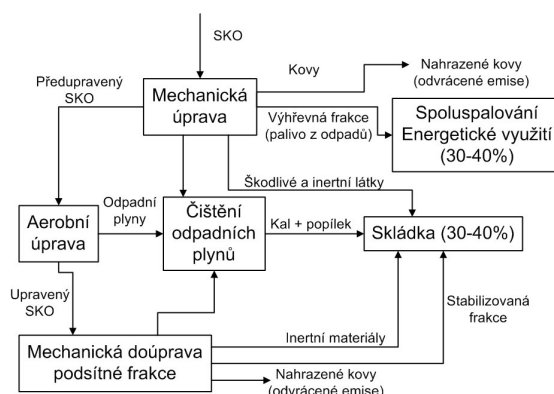 SKO
Kovy
Nahrazené kovy
(odvrácené emise)
Předupravený
SKO
Mechanická
úprava
Výhřevná frakce
(palivo z odpadů)
Spoluspalování
Energetické využití
(30-40%)
Škodlivé a inertní látky
Odpadní
plyny
Aerobní
úprava
Čištění
odpadních
plynů
Kal + popílek
Skládka (30-40%)
Upravený
SKO
Stabilizovaná
frakce
Inertní materiály
Mechanická doúprava
podsítné frakce
Nahrazené kovy
(odvrácené emise)